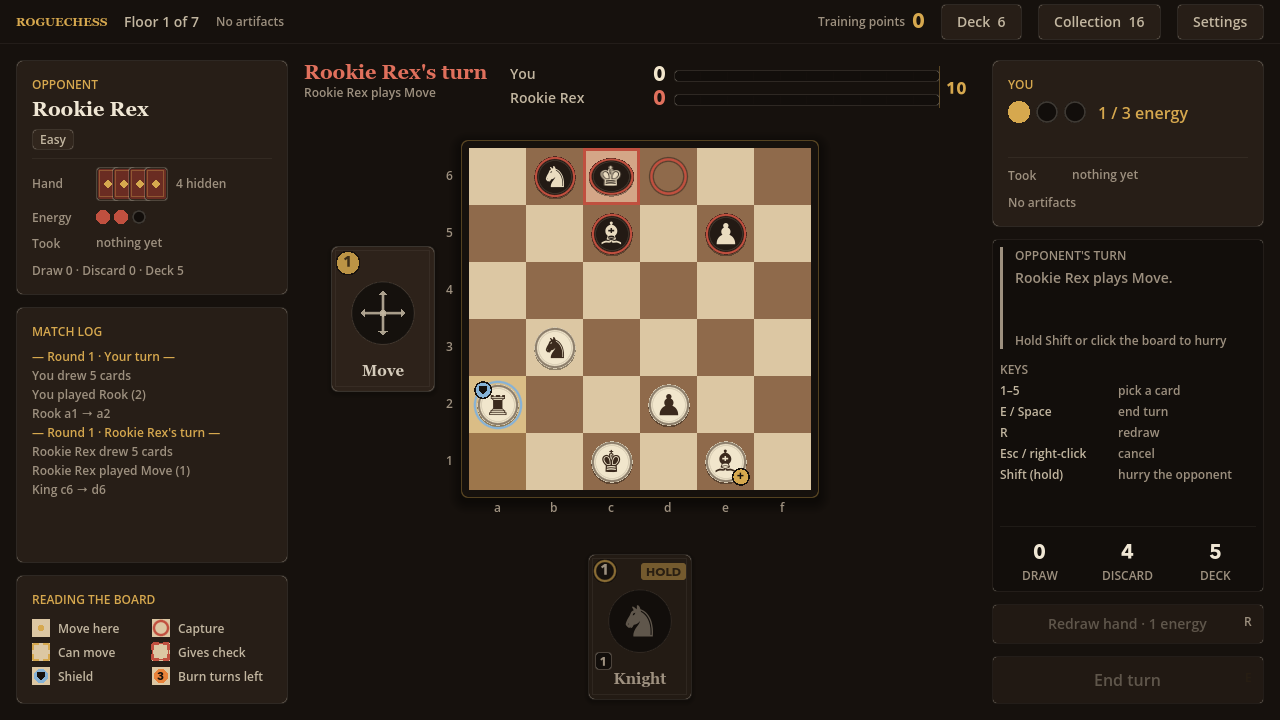 ROGUECHESS Floor 1 of 7 No artifacts Training points 0 Deck 6 Collection 16 Settings
OPPONENT
Rookie Rex
Easy
Hand 4 hidden
Energy
Took nothing yet
Draw 0 · Discard 0 · Deck 5
MATCH LOG
— Round 1 · Your turn —
You drew 5 cards
You played Rook (2)
Rook a1 → a2
— Round 1 · Rookie Rex's turn —
Rookie Rex drew 5 cards
Rookie Rex played Move (1)
King c6 → d6
READING THE BOARD
Move here Capture
Can move Gives check
Shield 3 Burn turns left
Rookie Rex's turn
Rookie Rex plays Move
You 0
Rookie Rex 0
10
1
Move
6
5
4
3
2
1
a b c d e f
+
1 HOLD
1
Knight
YOU
1 / 3 energy
Took nothing yet
No artifacts
OPPONENT'S TURN
Rookie Rex plays Move.
Hold Shift or click the board to hurry
KEYS
1–5 pick a card
E / Space end turn
R redraw
Esc / right-click cancel
Shift (hold) hurry the opponent
0 4 5
DRAW DISCARD DECK
Redraw hand · 1 energy R
End turn